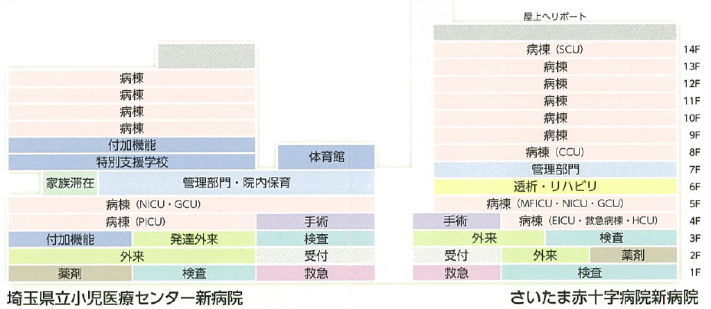 屋上ヘリポート
病棟（SCU） 14F
病棟 病棟 13F
病棟 病棟 12F
病棟 病棟 11F
病棟 病棟 10F
付加機能 病棟 9F
特別支援学校 体育館 病棟（CCU） 8F
管理部門 7F
家族滞在 管理部門・院内保育 透析・リハビリ 6F
病棟（NICU・GCU） 病棟（MFICU・NICU・GCU） 5F
病棟（PICU） 手術 手術 病棟（EICU・救急病棟・HCU） 4F
付加機能 発達外来 検査 外来 検査 3F
外来 受付 受付 外来 薬剤 2F
薬剤 検査 救急 救急 検査 1F
埼玉県立小児医療センター新病院 さいたま赤十字病院新病院